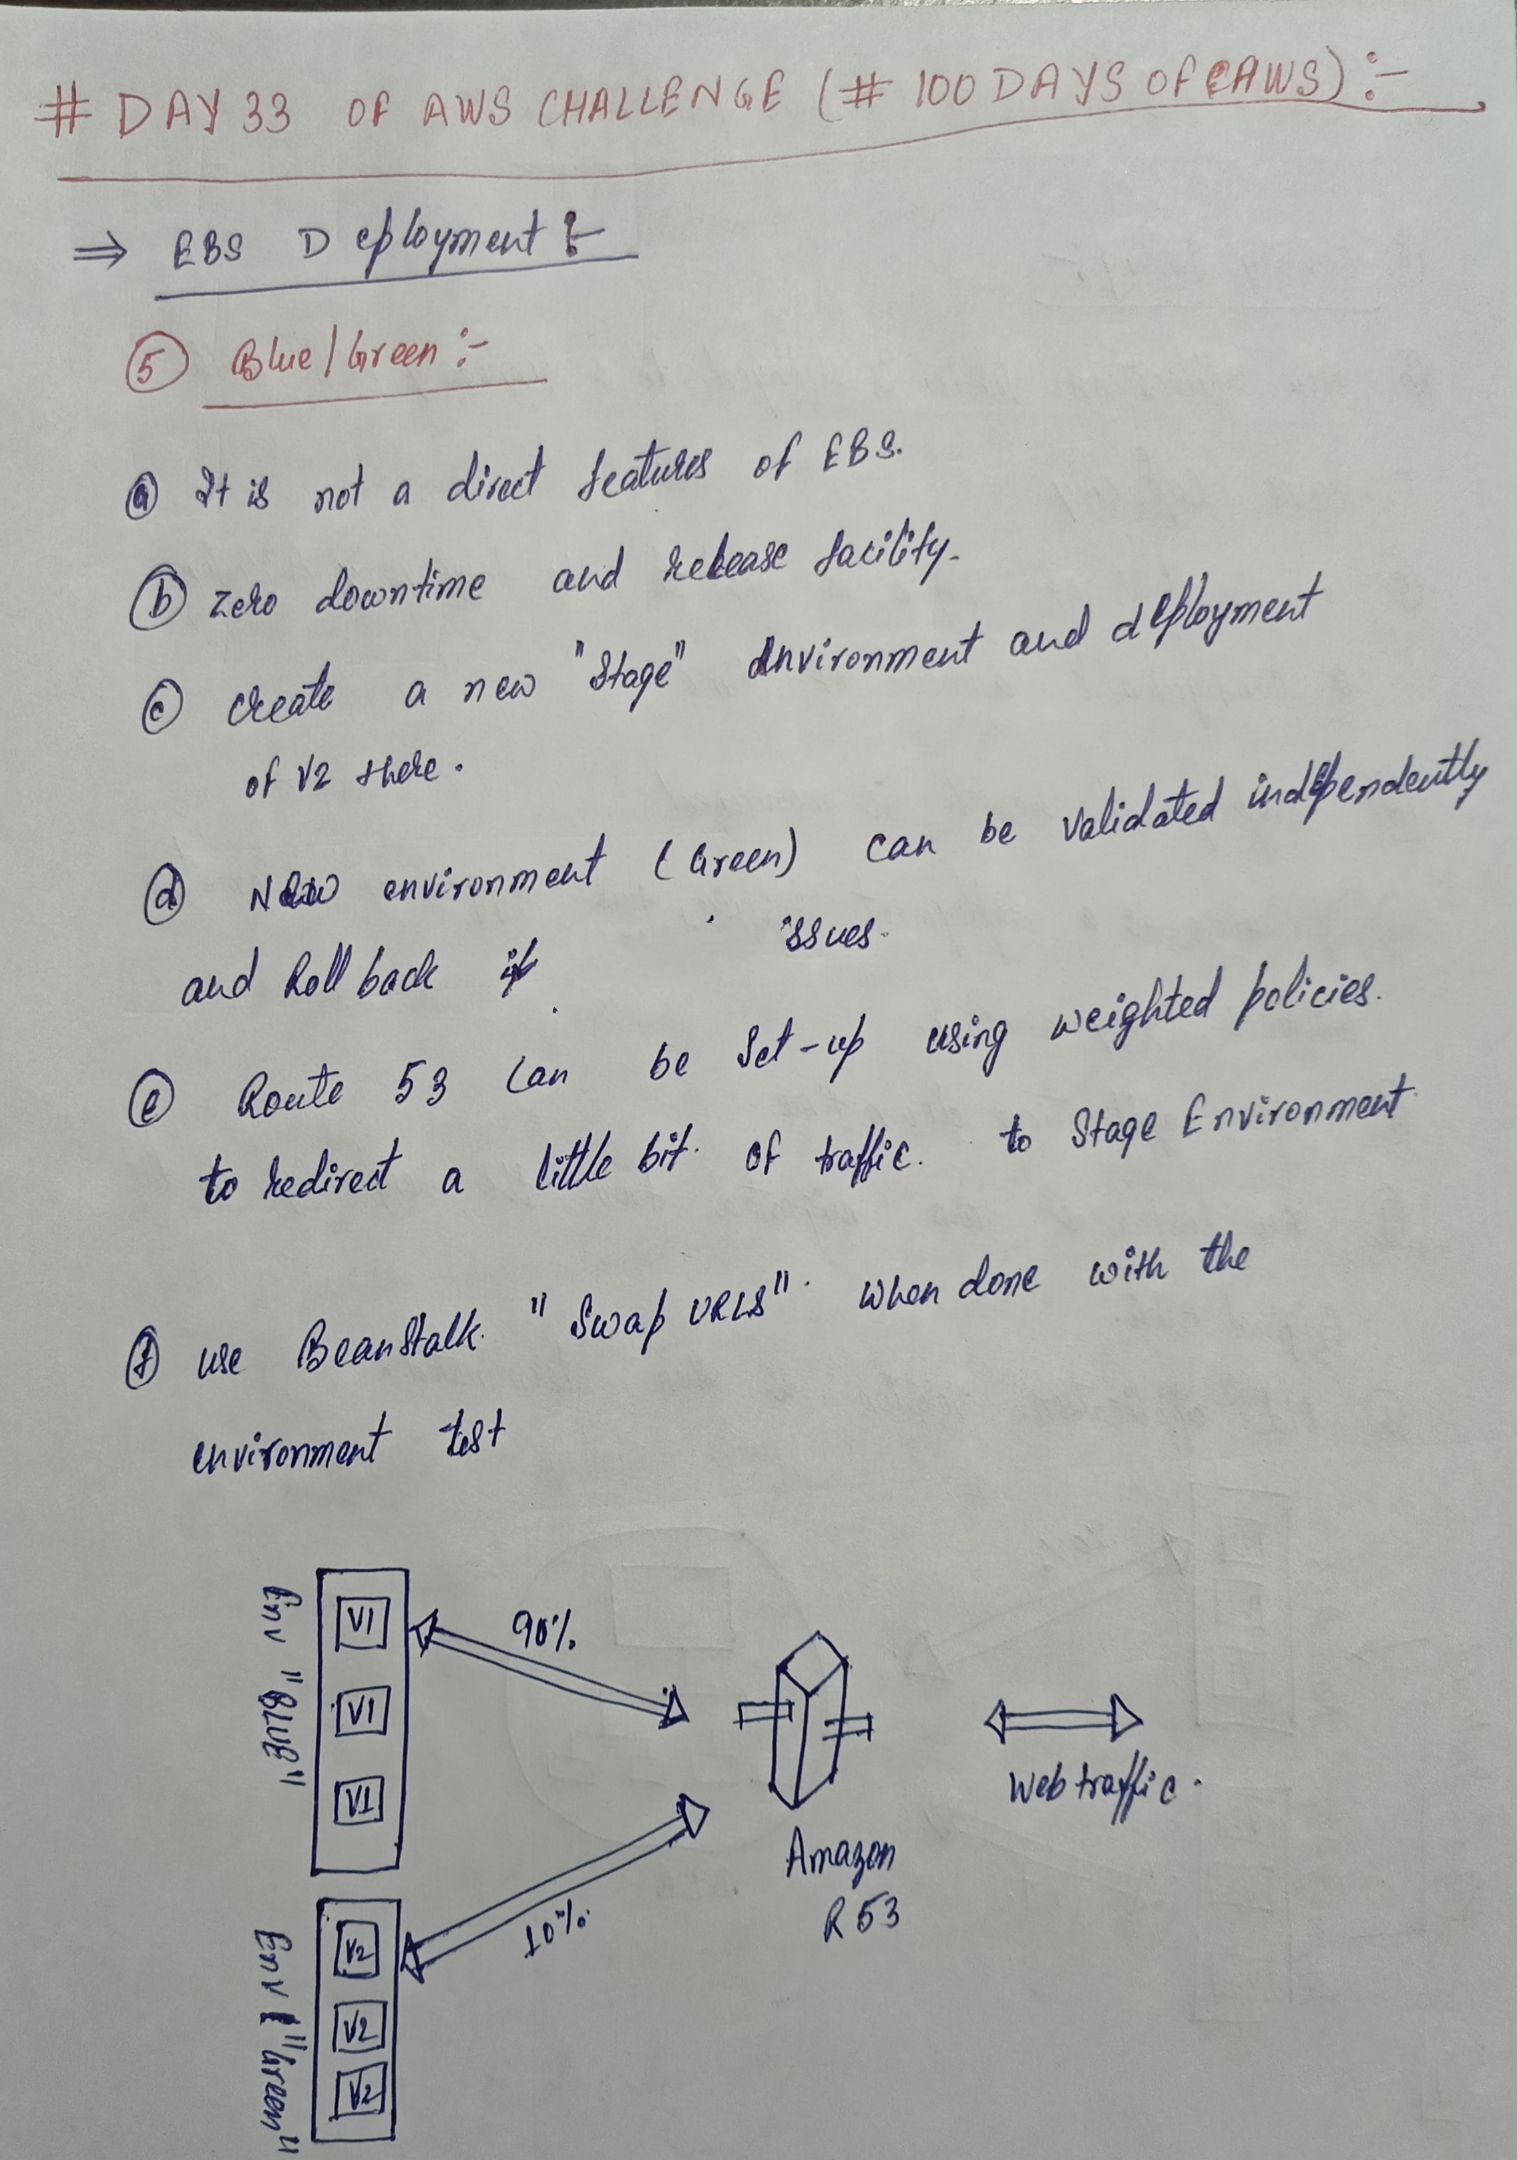 # DAY 33 OF AWS CHALLENGE (# 100 DAYS OF AWS) :-
⇒ EBS Deployment :-
⑤ Blue/Green :-
ⓐ It is not a direct features of EBS.
ⓑ Zero downtime and release facility.
ⓒ create a new "Stage" Environment and deployment
of V2 there.
ⓓ New environment (Green) can be validated independently
and Roll back if issues.
ⓔ Route 53 can be Set-up using weighted policies.
to redirect a little bit. of traffic. to Stage Environment
ⓕ use BeanStalk. "Swap URLS". when done with the
environment test
Env "BLUE"
V1
V1
V1
90%
Web traffic.
Amazon
R 53
10%.
Env "Green"
V2
V2
V2